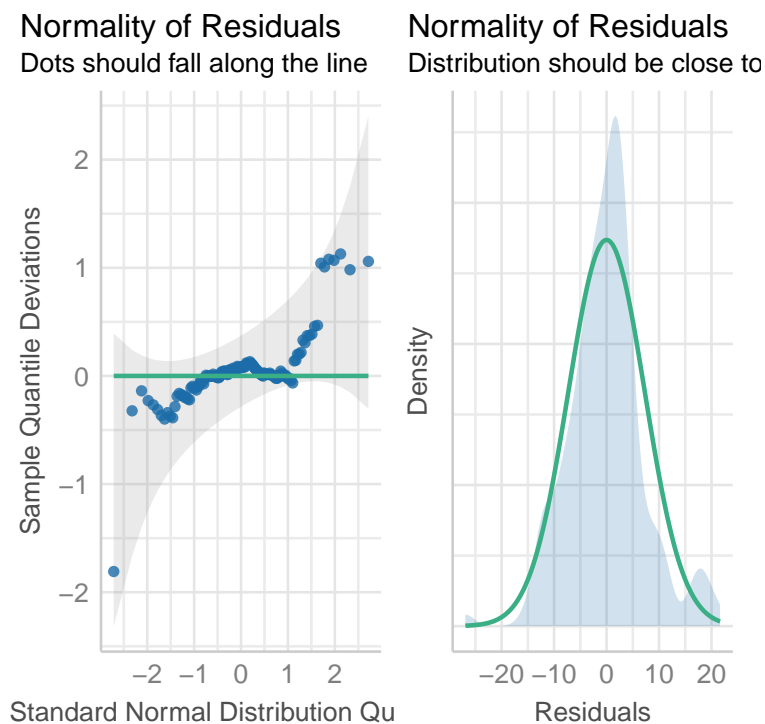 Normality of Residuals
Dots should fall along the line
Sample Quantile Deviations
2
1
0
−1
−2
−2 −1 0 1 2
Standard Normal Distribution Qu
Normality of Residuals
Distribution should be close to
Density
−20 −10 0 10 20
Residuals